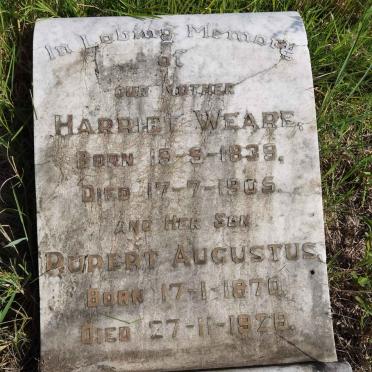 In Loving Memory
of
our Mother
Harriet Weare.
Born 18-9-1839.
Died 17-7-1905.
and Her Son
Rupert Augustus
Born 17-1-1870.
Died 27-11-1928.